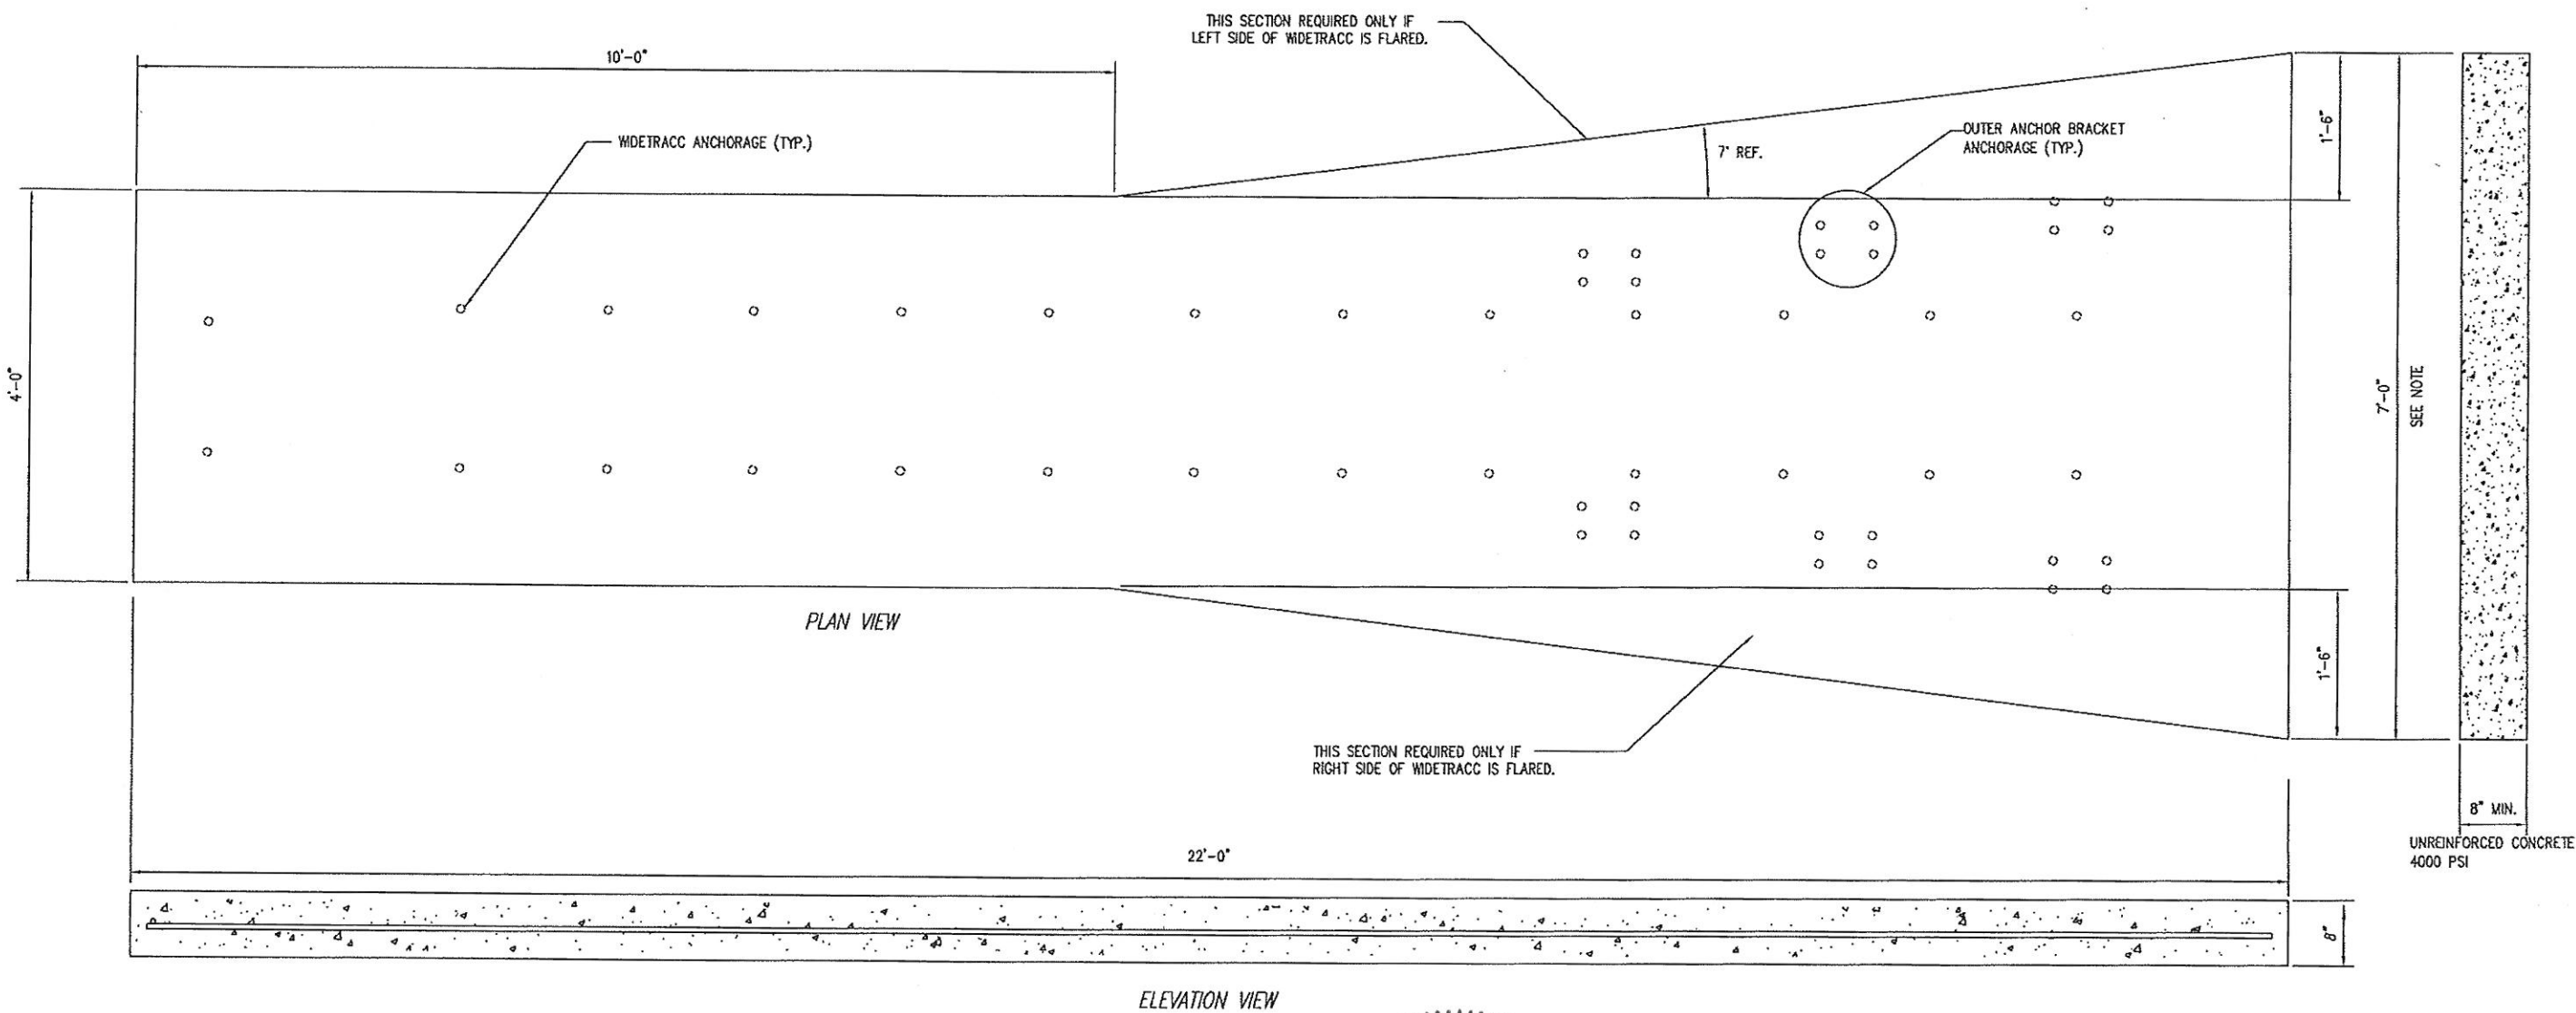 THIS SECTION REQUIRED ONLY IF
LEFT SIDE OF WIDETRACC IS FLARED.
10'-0"
WIDETRACC ANCHORAGE (TYP.)
7° REF.
OUTER ANCHOR BRACKET
ANCHORAGE (TYP.)
1'-6"
4'-0"
7'-0"
SEE NOTE
PLAN VIEW
1'-6"
THIS SECTION REQUIRED ONLY IF
RIGHT SIDE OF WIDETRACC IS FLARED.
8" MIN.
UNREINFORCED CONCRETE
4000 PSI
22'-0"
8"
ELEVATION VIEW